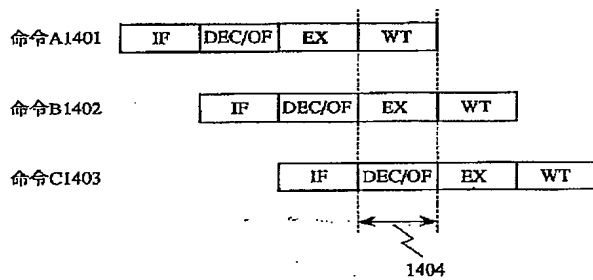 命令A1401 IF DEC/OF EX WT
命令B1402 IF DEC/OF EX WT
命令C1403 IF DEC/OF EX WT
1404